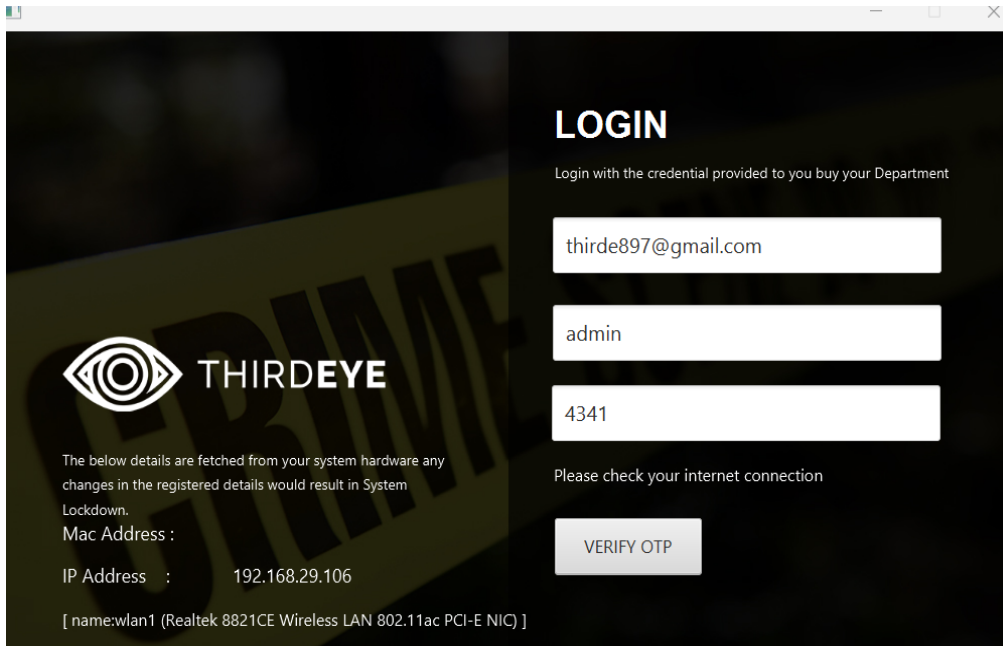 LOGIN
Login with the credential provided to you buy your Department
thirde897@gmail.com
admin
4341
Please check your internet connection
VERIFY OTP
CRIME SCENE
THIRDEYE
The below details are fetched from your system hardware any
changes in the registered details would result in System
Lockdown.
Mac Address :
IP Address : 192.168.29.106
[ name:wlan1 (Realtek 8821CE Wireless LAN 802.11ac PCI-E NIC) ]